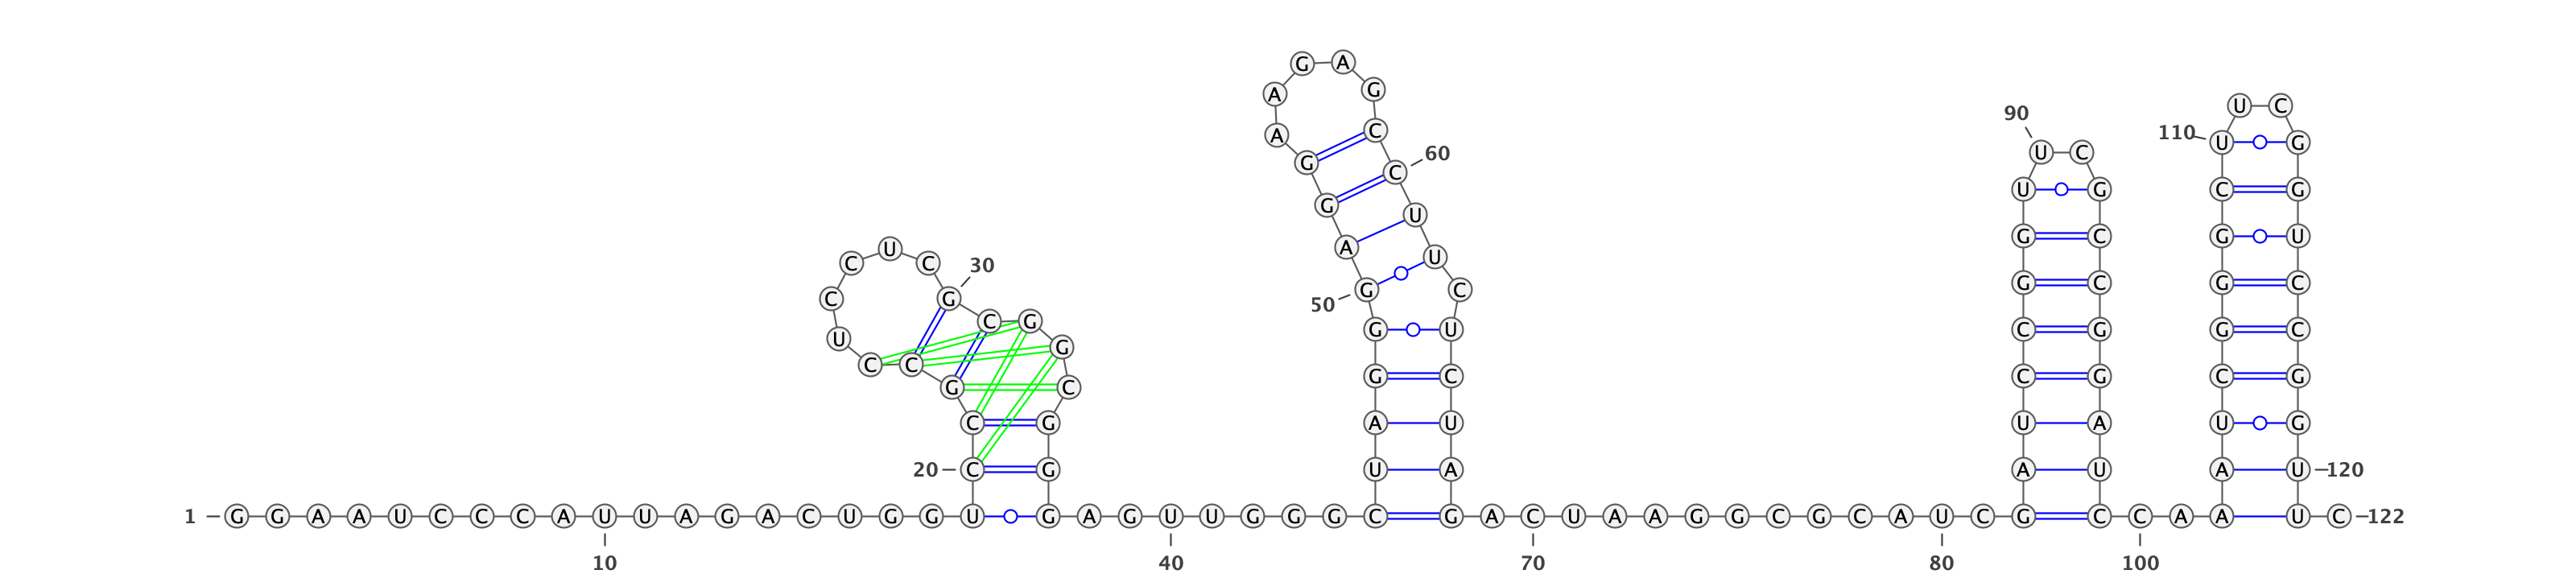 1
G G A A U C C C A U
10
U A G A C U G G U C
20
C G C C U C C U C G
30
C G G C G G G A G U
40
U G G G C U A G G G
50
A G G A A G A G C C
60
U U C U C U A G A C
70
U A A G G C G C A U
80
C G A U C C G G U U
90
C G C C G G A U C C
100
A A A U C G G G C U
110
U C G G U C C G G U
120
U C
122